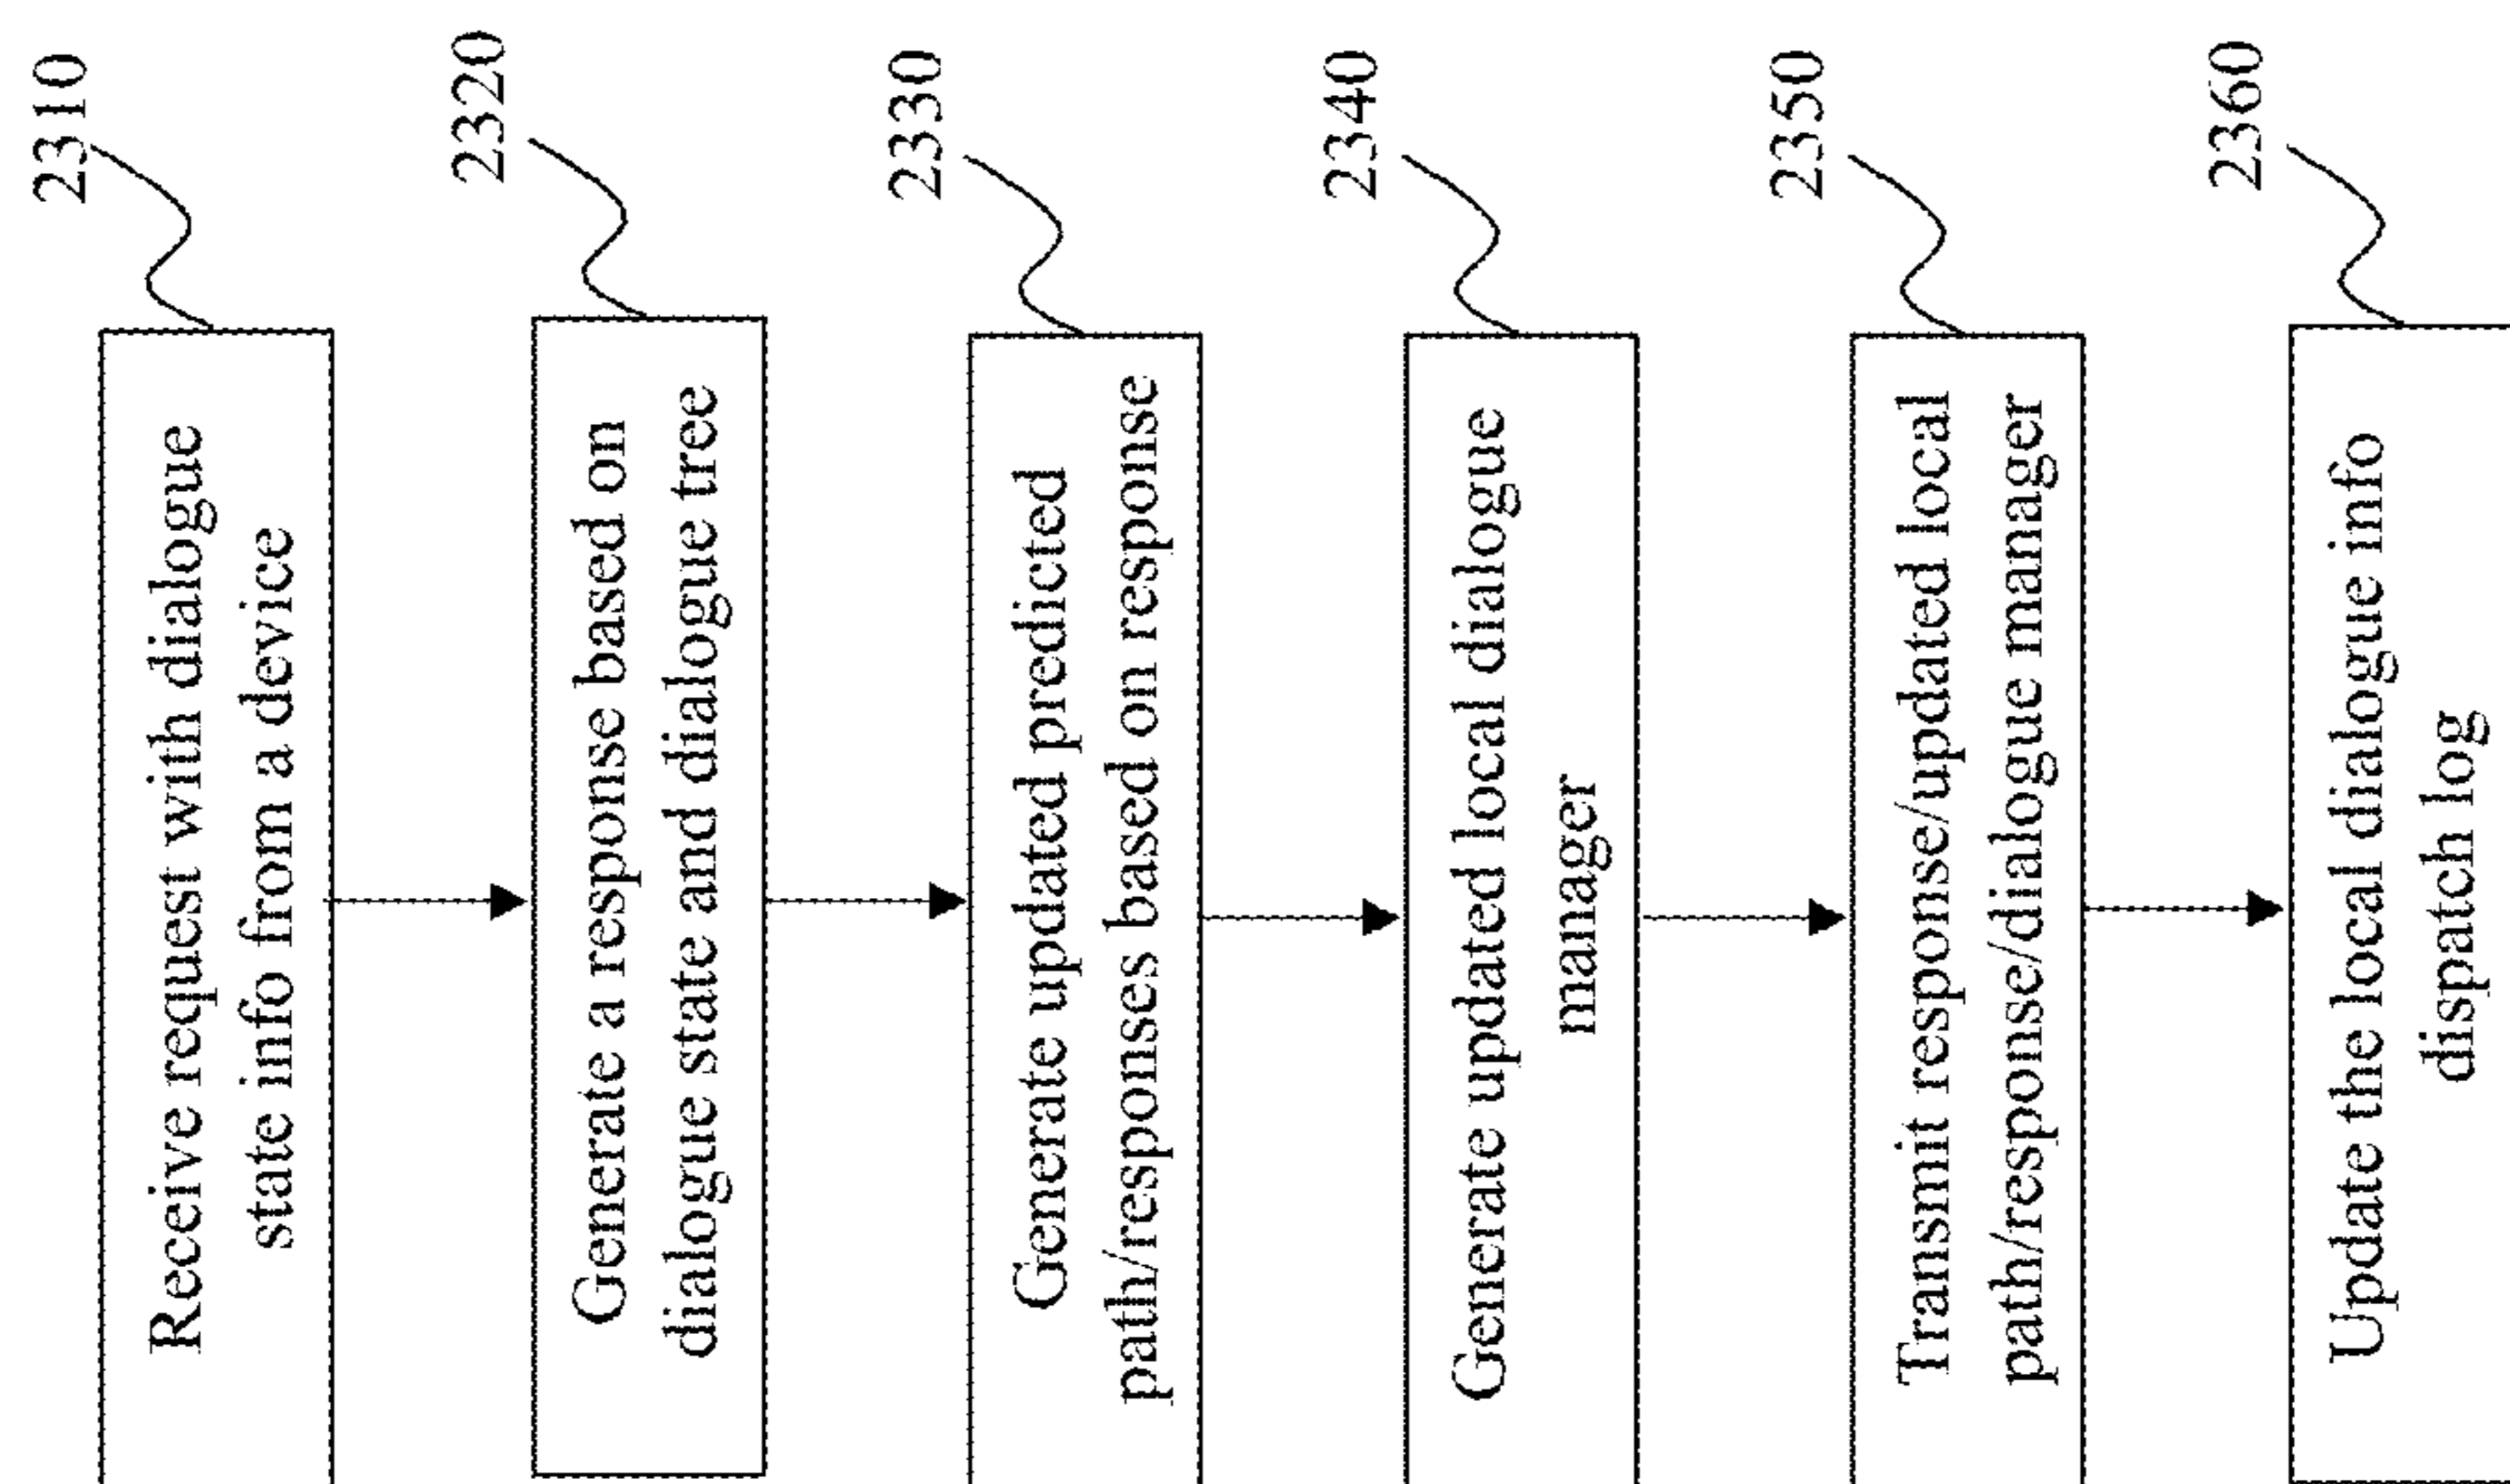 2310
Receive request with dialogue
state info from a device
2320
Generate a response based on
dialogue state and dialogue tree
2330
Generate updated predicted
path/responses based on response
2340
Generate updated local dialogue
manager
2350
Transmit response/updated local
path/response/dialogue manager
2360
Update the local dialogue info
dispatch log